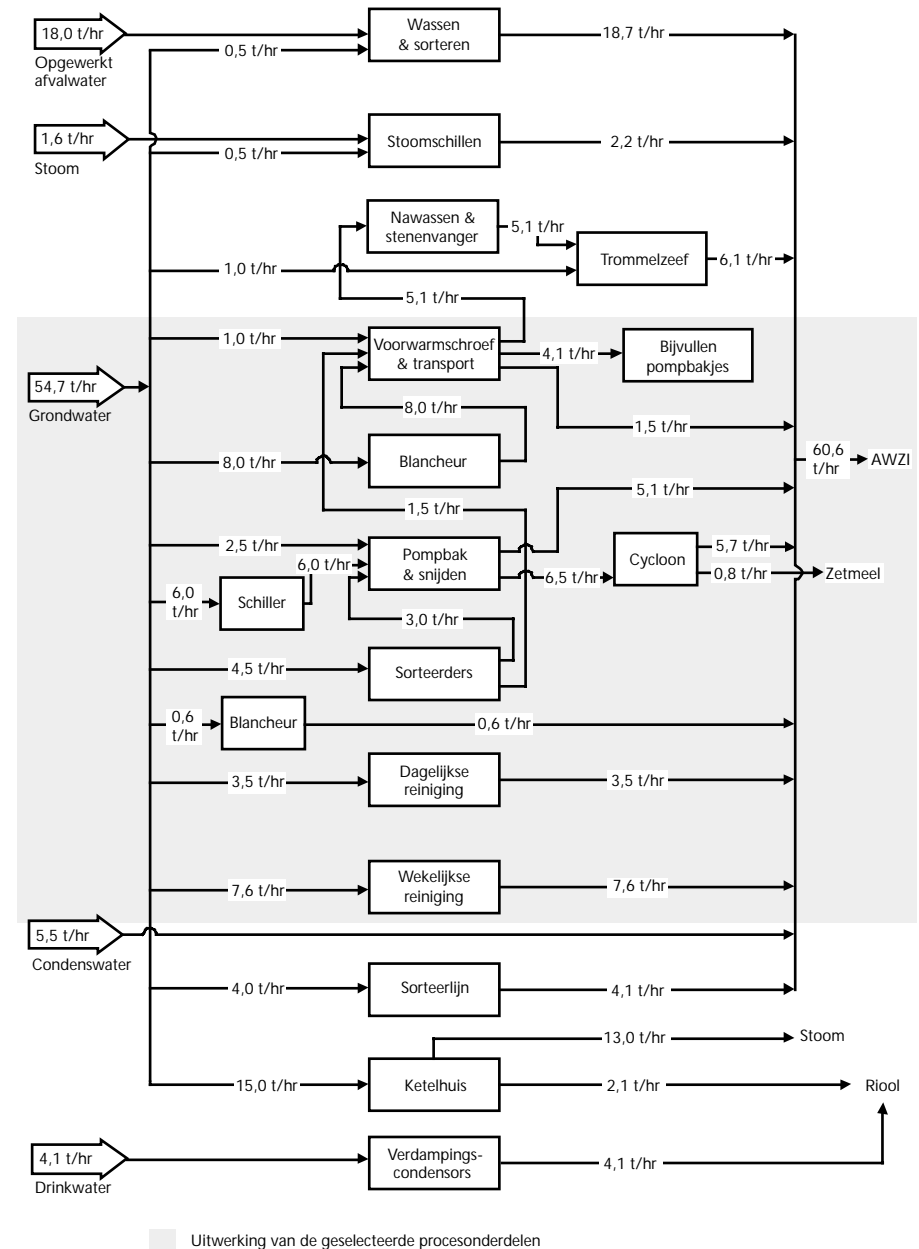 18,0 t/hr
Opgewerkt
afvalwater
0,5 t/hr
Wassen
& sorteren
18,7 t/hr
1,6 t/hr
Stoom
0,5 t/hr
Stoomschillen
2,2 t/hr
Nawassen &
stenenvanger
5,1 t/hr
Trommelzeef
6,1 t/hr
1,0 t/hr
5,1 t/hr
1,0 t/hr
Voorwarmschroef
& transport
4,1 t/hr
Bijvullen
pompbakjes
54,7 t/hr
Grondwater
8,0 t/hr
1,5 t/hr
8,0 t/hr
Blancheur
60,6
t/hr
AWZI
5,1 t/hr
1,5 t/hr
2,5 t/hr
Pompbak
& snijden
6,0 t/hr
6,5 t/hr
Cycloon
5,7 t/hr
0,8 t/hr
Zetmeel
6,0
t/hr
Schiller
3,0 t/hr
4,5 t/hr
Sorteerders
0,6
t/hr
Blancheur
0,6 t/hr
3,5 t/hr
Dagelijkse
reiniging
3,5 t/hr
7,6 t/hr
Wekelijkse
reiniging
7,6 t/hr
5,5 t/hr
Condenswater
4,0 t/hr
Sorteerlijn
4,1 t/hr
13,0 t/hr
Stoom
15,0 t/hr
Ketelhuis
2,1 t/hr
Riool
4,1 t/hr
Drinkwater
Verdampings-
condensors
4,1 t/hr
Uitwerking van de geselecteerde procesonderdelen